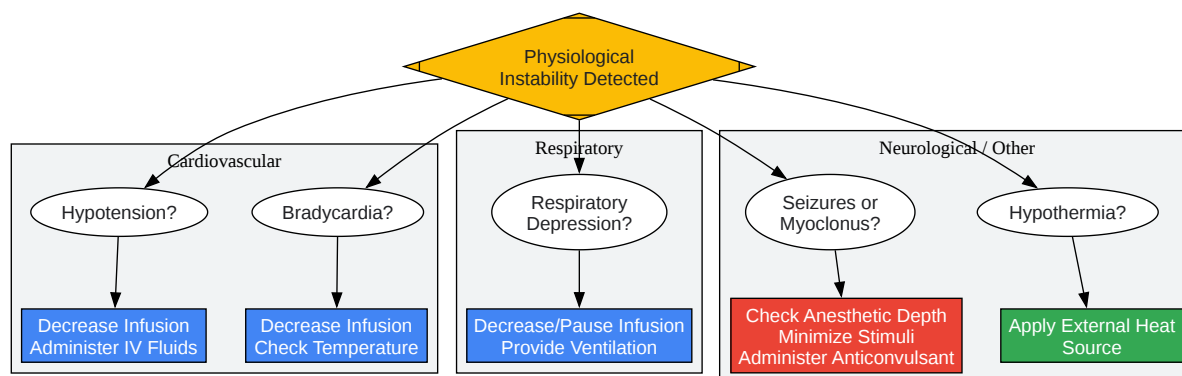 Physiological
Instability Detected
Cardiovascular
Respiratory
Neurological / Other
Hypotension?
Bradycardia?
Respiratory
Depression?
Seizures or
Myoclonus?
Hypothermia?
Decrease Infusion
Administer IV Fluids
Decrease Infusion
Check Temperature
Decrease/Pause Infusion
Provide Ventilation
Check Anesthetic Depth
Minimize Stimuli
Administer Anticonvulsant
Apply External Heat
Source